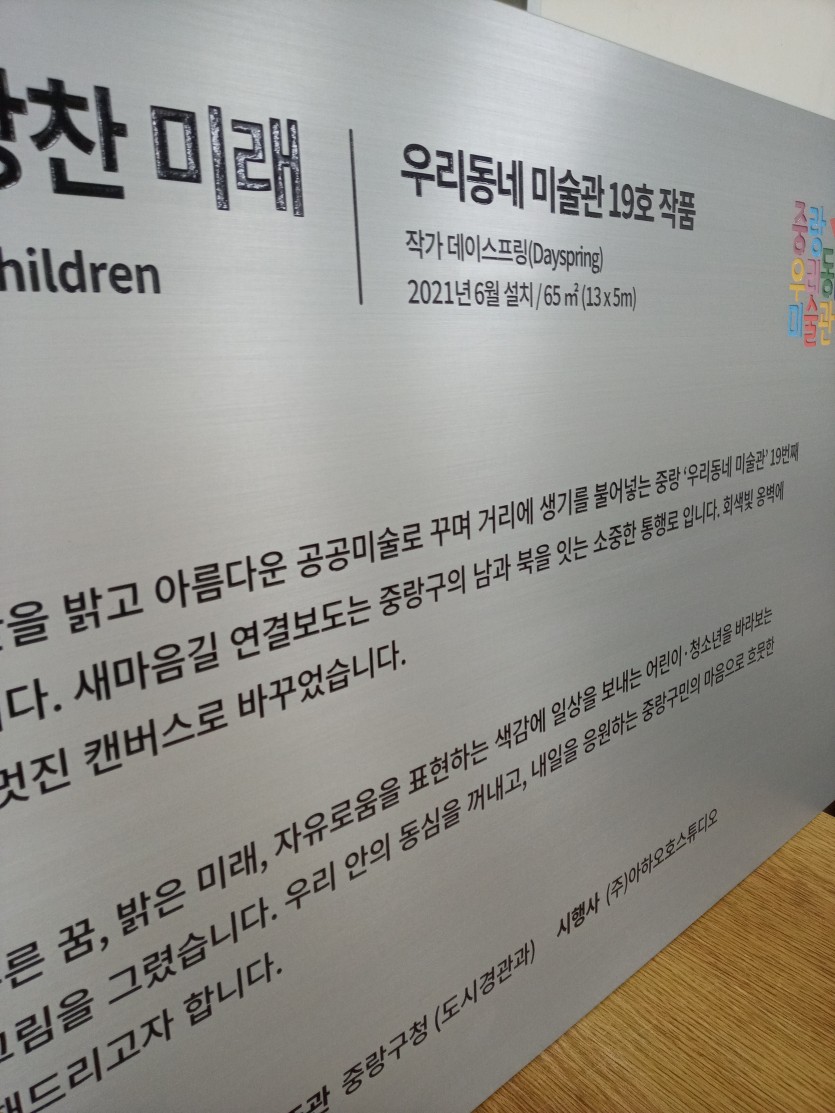 찬 미래
hildren
우리동네 미술관 19호 작품
작가 데이스프링(Dayspring)
2021년 6월 설치 / 65 ㎡ (13 x 5m)
중랑
우리동
미술관
을 밝고 아름다운 공공미술로 꾸며 거리에 생기를 불어넣는 중랑 ‘우리동네 미술관’ 19번째
다. 새마음길 연결보도는 중랑구의 남과 북을 잇는 소중한 통행로 입니다. 회색빛 옹벽에
멋진 캔버스로 바꾸었습니다.
른 꿈, 밝은 미래, 자유로움을 표현하는 색감에 일상을 보내는 어린이·청소년을 바라보는
그림을 그렸습니다. 우리 안의 동심을 꺼내고, 내일을 응원하는 중랑구민의 마음으로 흐뭇한
해드리고자 합니다.
관 중랑구청 (도시경관과) 시행사 (주)아하오호스튜디오